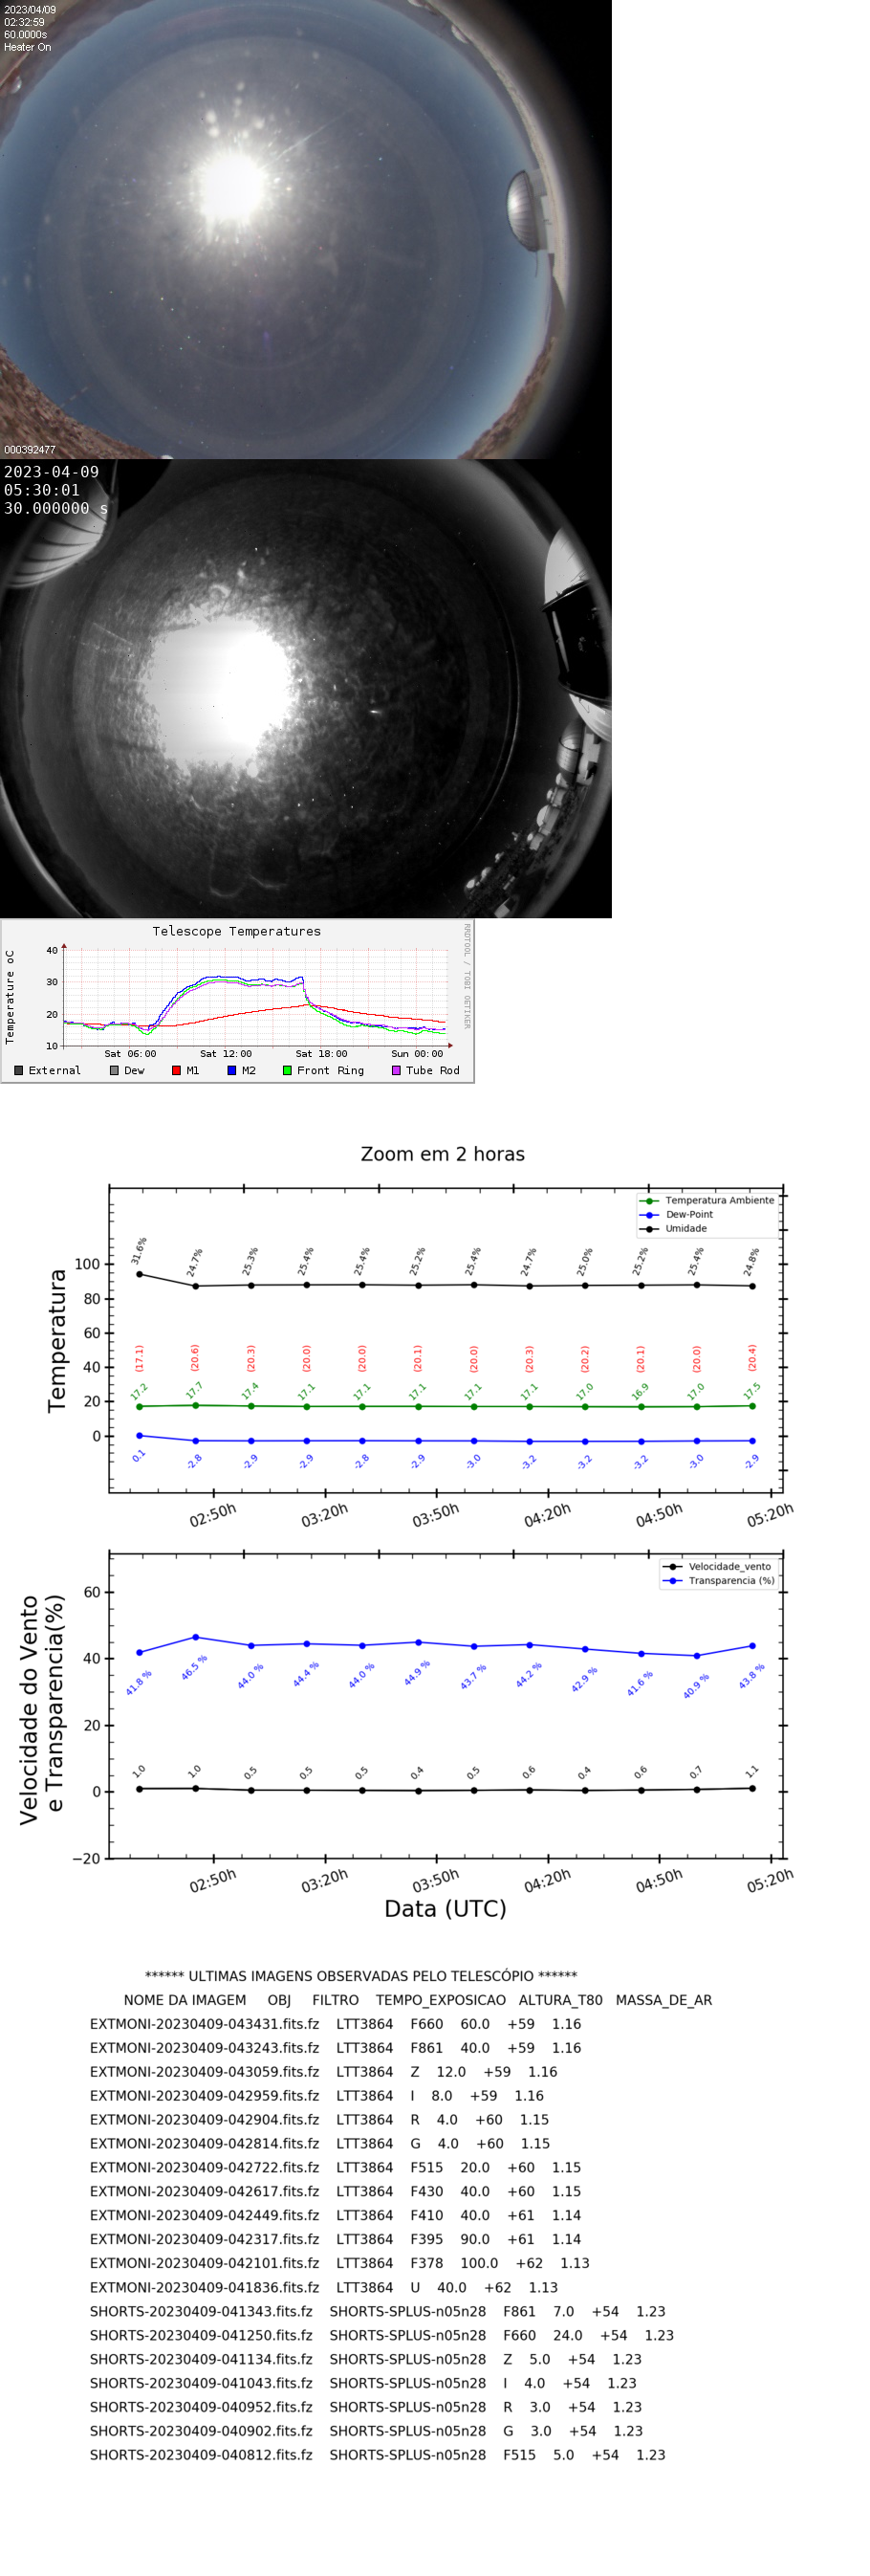 2023/04/09
02:32:59
60.0000s
Heater On
000392477
2023-04-09
05:30:01
30.000000 s
Telescope Temperatures
RRDTOOL / TOBI OETIKER
Temperature oC
40
30
20
10
Sat 06:00 Sat 12:00 Sat 18:00 Sun 00:00
External Dew M1 M2 Front Ring Tube Rod
Zoom em 2 horas
Temperatura Ambiente
Dew-Point
Umidade
Temperatura
100
80
60
40
20
0
31.6% 24.7% 25.3% 25.4% 25.4% 25.2% 25.4% 24.7% 25.0% 25.2% 25.4% 24.8%
(17.1) (20.6) (20.3) (20.0) (20.0) (20.1) (20.0) (20.3) (20.2) (20.1) (20.0) (20.4)
17.2 17.7 17.4 17.1 17.1 17.1 17.1 17.1 17.0 16.9 17.0 17.5
0.1 -2.8 -2.9 -2.9 -2.8 -2.9 -3.0 -3.2 -3.2 -3.2 -3.0 -2.9
02:50h 03:20h 03:50h 04:20h 04:50h 05:20h
Velocidade_vento
Transparencia (%)
Velocidade do Vento
e Transparencia(%)
60
40
20
0
−20
41.8 % 46.5 % 44.0 % 44.4 % 44.0 % 44.9 % 43.7 % 44.2 % 42.9 % 41.6 % 40.9 % 43.8 %
1.0 1.0 0.5 0.5 0.5 0.4 0.5 0.6 0.4 0.6 0.7 1.1
02:50h 03:20h 03:50h 04:20h 04:50h 05:20h
Data (UTC)
****** ULTIMAS IMAGENS OBSERVADAS PELO TELESCÓPIO ******
NOME DA IMAGEM OBJ FILTRO TEMPO_EXPOSICAO ALTURA_T80 MASSA_DE_AR
EXTMONI-20230409-043431.fits.fz LTT3864 F660 60.0 +59 1.16
EXTMONI-20230409-043243.fits.fz LTT3864 F861 40.0 +59 1.16
EXTMONI-20230409-043059.fits.fz LTT3864 Z 12.0 +59 1.16
EXTMONI-20230409-042959.fits.fz LTT3864 I 8.0 +59 1.16
EXTMONI-20230409-042904.fits.fz LTT3864 R 4.0 +60 1.15
EXTMONI-20230409-042814.fits.fz LTT3864 G 4.0 +60 1.15
EXTMONI-20230409-042722.fits.fz LTT3864 F515 20.0 +60 1.15
EXTMONI-20230409-042617.fits.fz LTT3864 F430 40.0 +60 1.15
EXTMONI-20230409-042449.fits.fz LTT3864 F410 40.0 +61 1.14
EXTMONI-20230409-042317.fits.fz LTT3864 F395 90.0 +61 1.14
EXTMONI-20230409-042101.fits.fz LTT3864 F378 100.0 +62 1.13
EXTMONI-20230409-041836.fits.fz LTT3864 U 40.0 +62 1.13
SHORTS-20230409-041343.fits.fz SHORTS-SPLUS-n05n28 F861 7.0 +54 1.23
SHORTS-20230409-041250.fits.fz SHORTS-SPLUS-n05n28 F660 24.0 +54 1.23
SHORTS-20230409-041134.fits.fz SHORTS-SPLUS-n05n28 Z 5.0 +54 1.23
SHORTS-20230409-041043.fits.fz SHORTS-SPLUS-n05n28 I 4.0 +54 1.23
SHORTS-20230409-040952.fits.fz SHORTS-SPLUS-n05n28 R 3.0 +54 1.23
SHORTS-20230409-040902.fits.fz SHORTS-SPLUS-n05n28 G 3.0 +54 1.23
SHORTS-20230409-040812.fits.fz SHORTS-SPLUS-n05n28 F515 5.0 +54 1.23